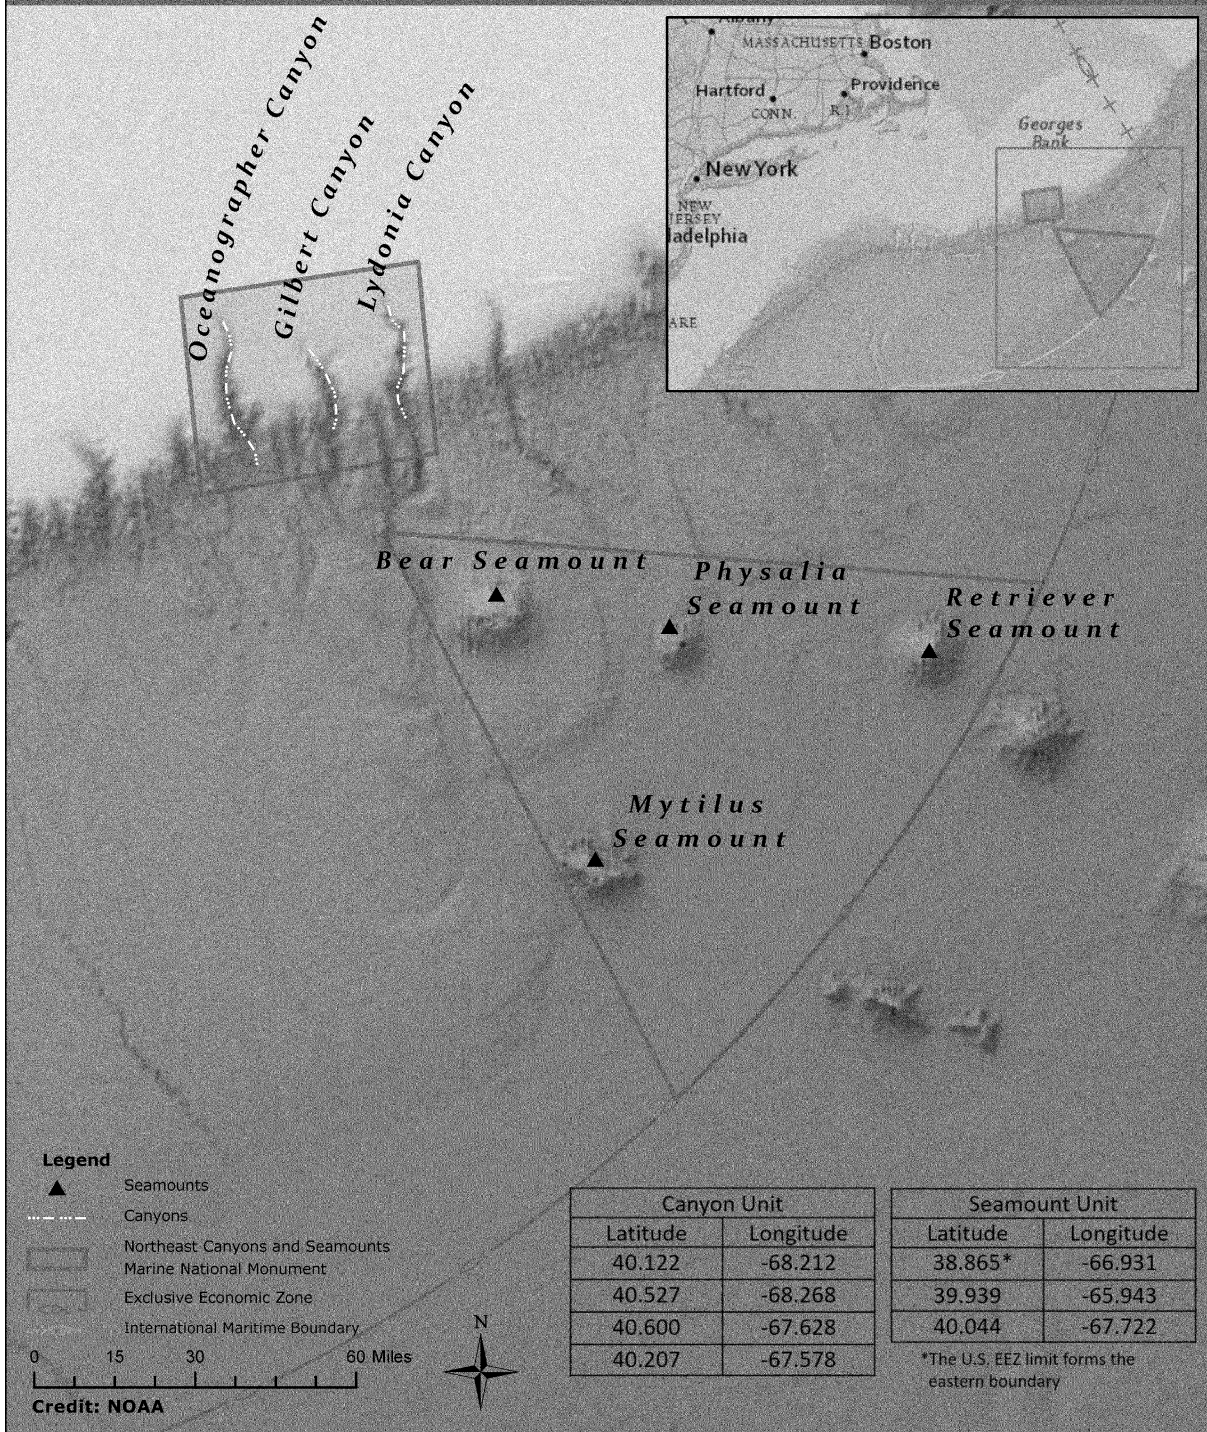 Oceanographer Canyon
Gilbert Canyon
Lydonia Canyon
Albany
MASSACHUSETTS
Boston
Hartford
Providence
CONN.
R.I.
Georges
Bank
New York
NEW
JERSEY
ladelphia
ARE
Bear Seamount
Physalia
Seamount
Retriever
Seamount
Mytilus
Seamount
Legend
Seamounts
Canyons
Northeast Canyons and Seamounts
Marine National Monument
Exclusive Economic Zone
International Maritime Boundary
0 15 30 60 Miles
Credit: NOAA
N
Canyon Unit
Latitude Longitude
40.122 -68.212
40.527 -68.268
40.600 -67.628
40.207 -67.578
Seamount Unit
Latitude Longitude
38.865* -66.931
39.939 -65.943
40.044 -67.722
*The U.S. EEZ limit forms the
eastern boundary